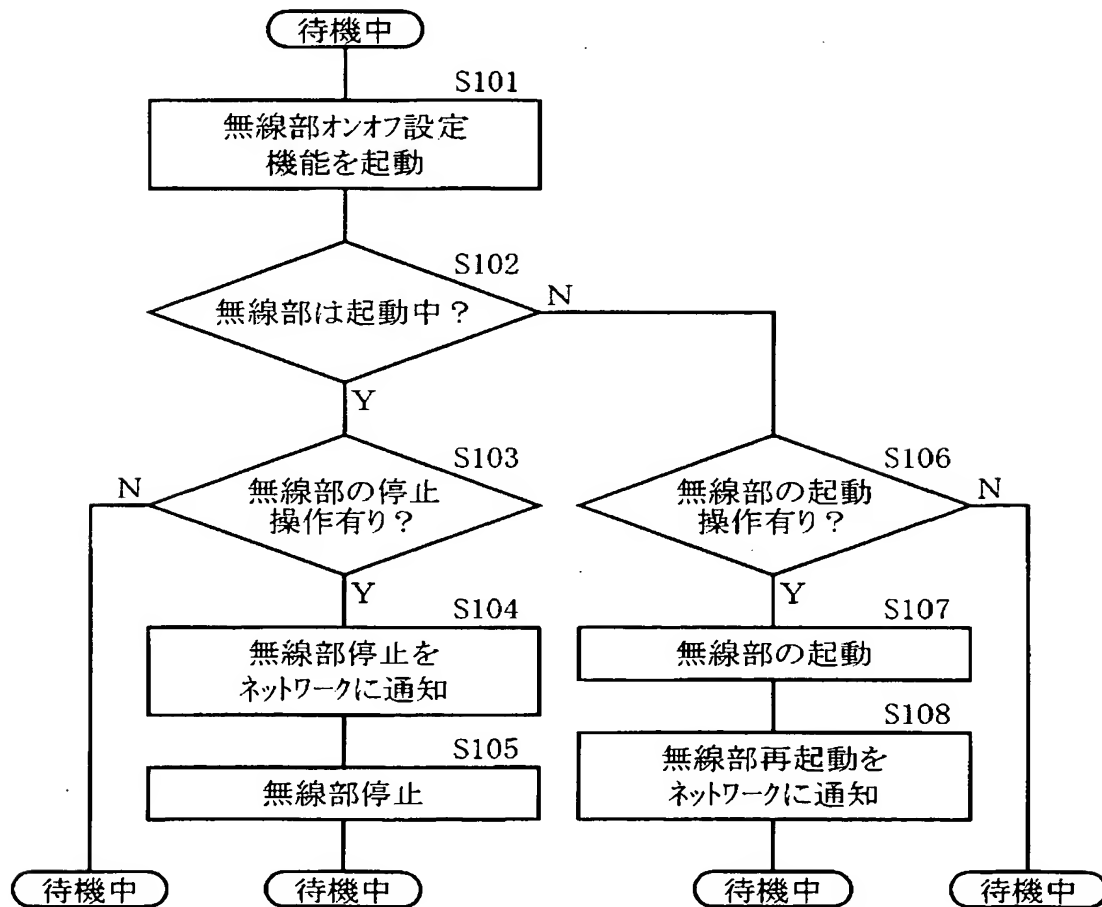 待機中
S101
無線部オンオフ設定
機能を起動
S102
無線部は起動中？
N
Y
S103
無線部の停止
操作有り？
N
Y
S106
無線部の起動
操作有り？
N
Y
S104
無線部停止を
ネットワークに通知
S107
無線部の起動
S105
無線部停止
S108
無線部再起動を
ネットワークに通知
待機中
待機中
待機中
待機中